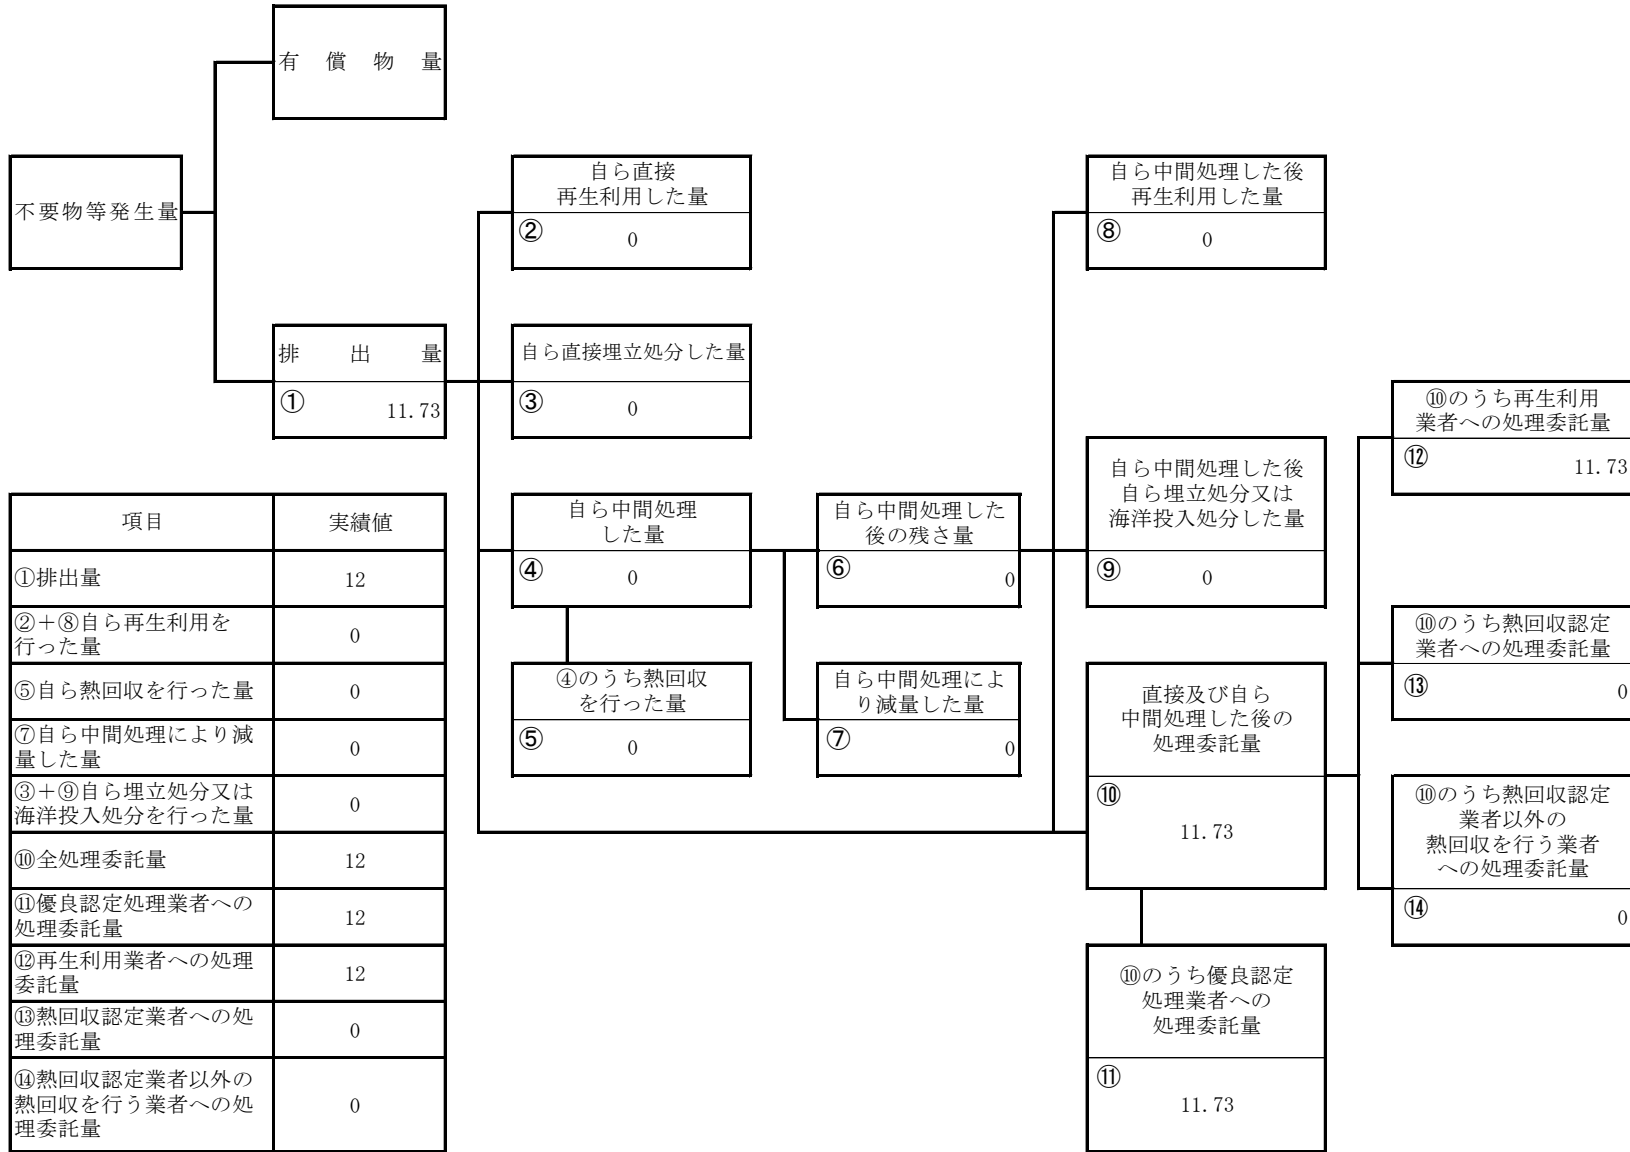 有償物量
不要物等発生量
排出量
① 11.73
自ら直接
再生利用した量
② 0
自ら直接埋立処分した量
③ 0
自ら中間処理
した量
④ 0
④のうち熱回収
を行った量
⑤ 0
自ら中間処理した
後の残さ量
⑥ 0
自ら中間処理によ
り減量した量
⑦ 0
自ら中間処理した後
再生利用した量
⑧ 0
自ら中間処理した後
自ら埋立処分又は
海洋投入処分した量
⑨ 0
直接及び自ら
中間処理した後の
処理委託量
⑩
11.73
⑩のうち優良認定
処理業者への
処理委託量
⑪
11.73
⑩のうち再生利用
業者への処理委託量
⑫ 11.73
⑩のうち熱回収認定
業者への処理委託量
⑬ 0
⑩のうち熱回収認定
業者以外の
熱回収を行う業者
への処理委託量
⑭ 0
項目 実績値
①排出量 12
②+⑧自ら再生利用を
行った量 0
⑤自ら熱回収を行った量 0
⑦自ら中間処理により減
量した量 0
③+⑨自ら埋立処分又は
海洋投入処分を行った量 0
⑩全処理委託量 12
⑪優良認定処理業者への
処理委託量 12
⑫再生利用業者への処理
委託量 12
⑬熱回収認定業者への処
理委託量 0
⑭熱回収認定業者以外の
熱回収を行う業者への処
理委託量 0